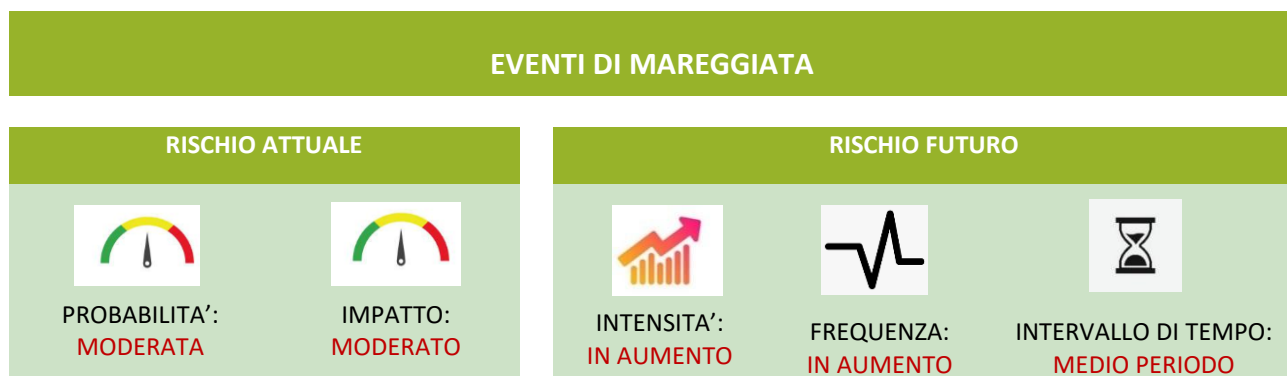 EVENTI DI MAREGGIATA
RISCHIO ATTUALE
PROBABILITA’:
MODERATA
IMPATTO:
MODERATO
RISCHIO FUTURO
INTENSITA’:
IN AUMENTO
FREQUENZA:
IN AUMENTO
INTERVALLO DI TEMPO:
MEDIO PERIODO